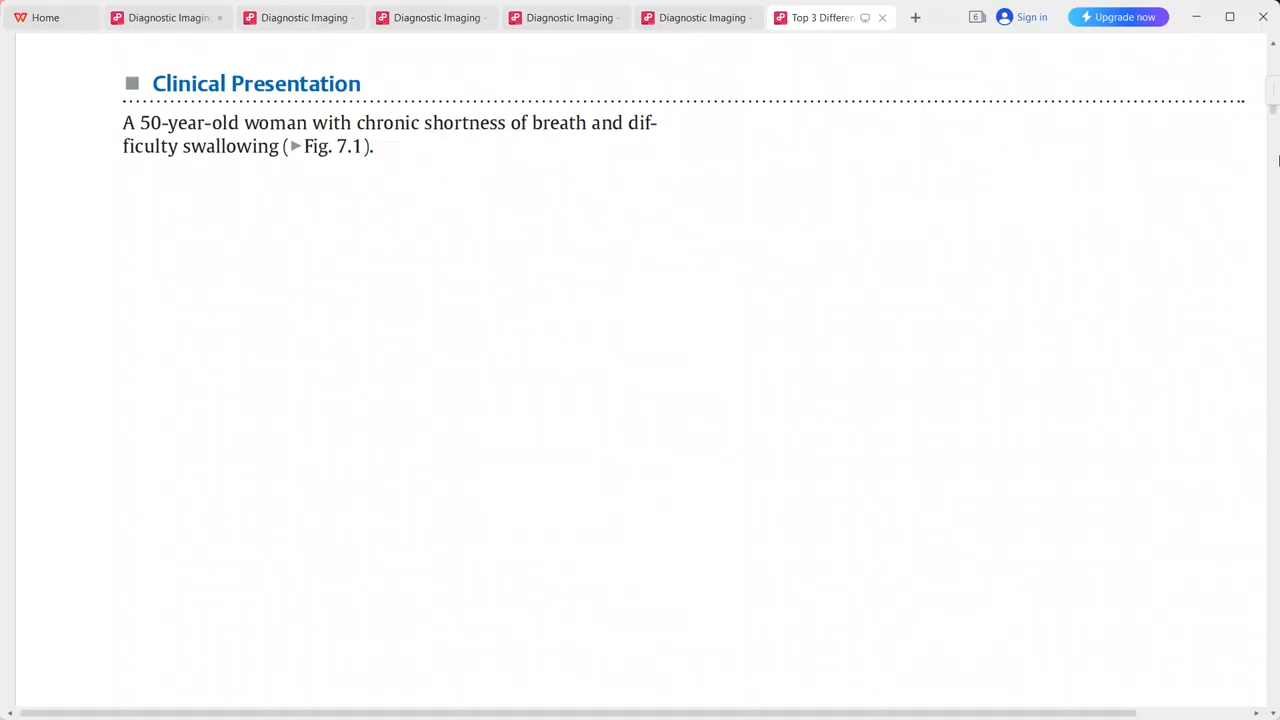 Home
Diagnostic Imagin
Diagnostic Imaging -
Diagnostic Imaging -
Diagnostic Imaging -
Diagnostic Imaging -
Top 3 Differen
6
Sign in
Upgrade now
Clinical Presentation
A 50-year-old woman with chronic shortness of breath and dif-
ficulty swallowing (▶Fig. 7.1).